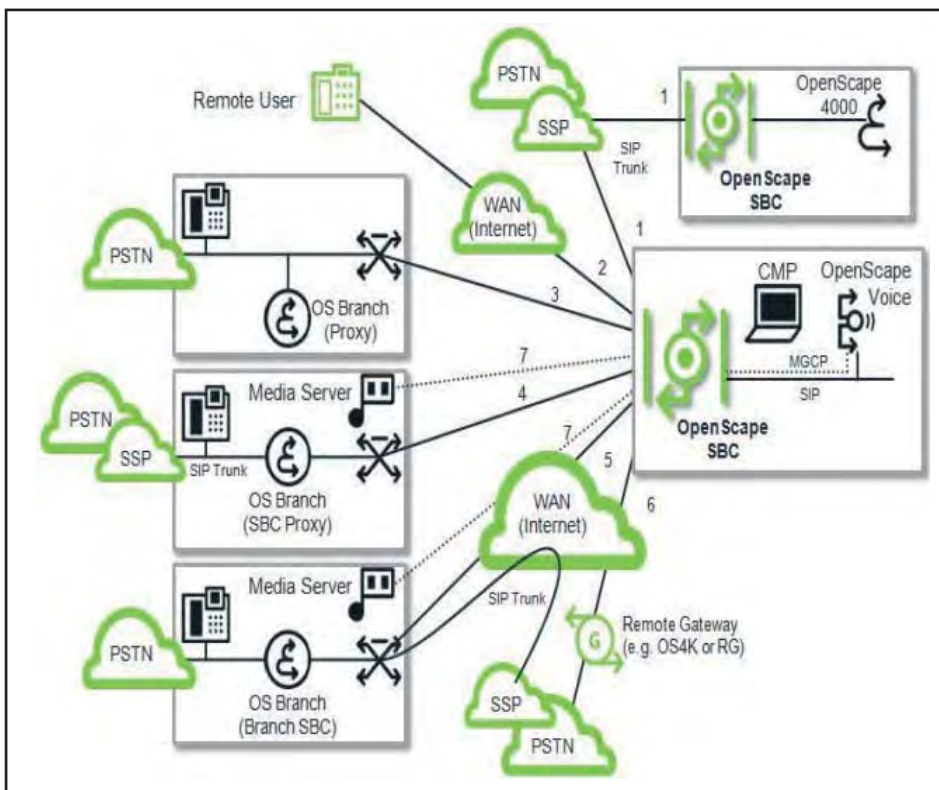 Remote User
PSTN
SSP
1
SIP
Trunk
OpenScape
4000
OpenScape
SBC
WAN
(Internet)
1
2
3
PSTN
OS Branch
(Proxy)
CMP
OpenScape
Voice
MGCP
SIP
OpenScape
SBC
7
Media Server
4
PSTN
SSP
SIP Trunk
OS Branch
(SBC Proxy)
7
5
6
WAN
(Internet)
Media Server
SIP Trunk
PSTN
OS Branch
(Branch SBC)
G
Remote Gateway
(e.g. OS4K or RG)
SSP
PSTN